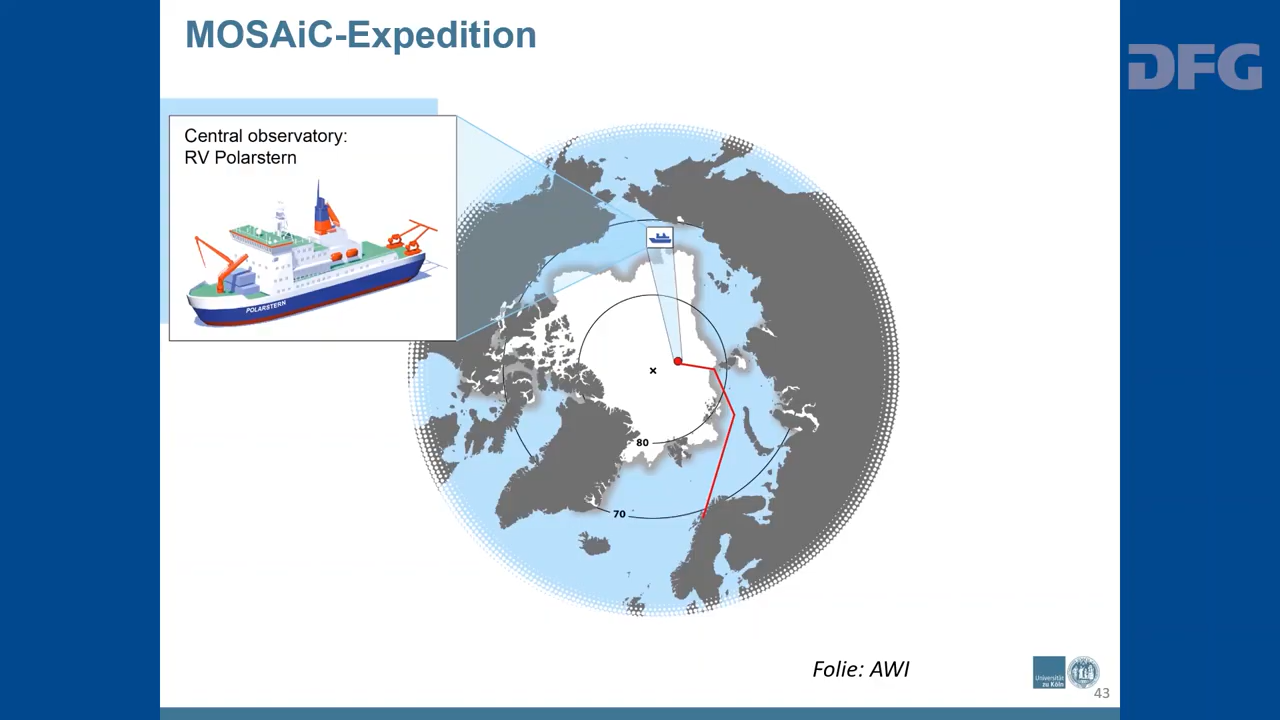 MOSAiC-Expedition
DFG
Central observatory:
RV Polarstern
POLARSTERN
80
70
Folie: AWI
Universität
zu Köln
43